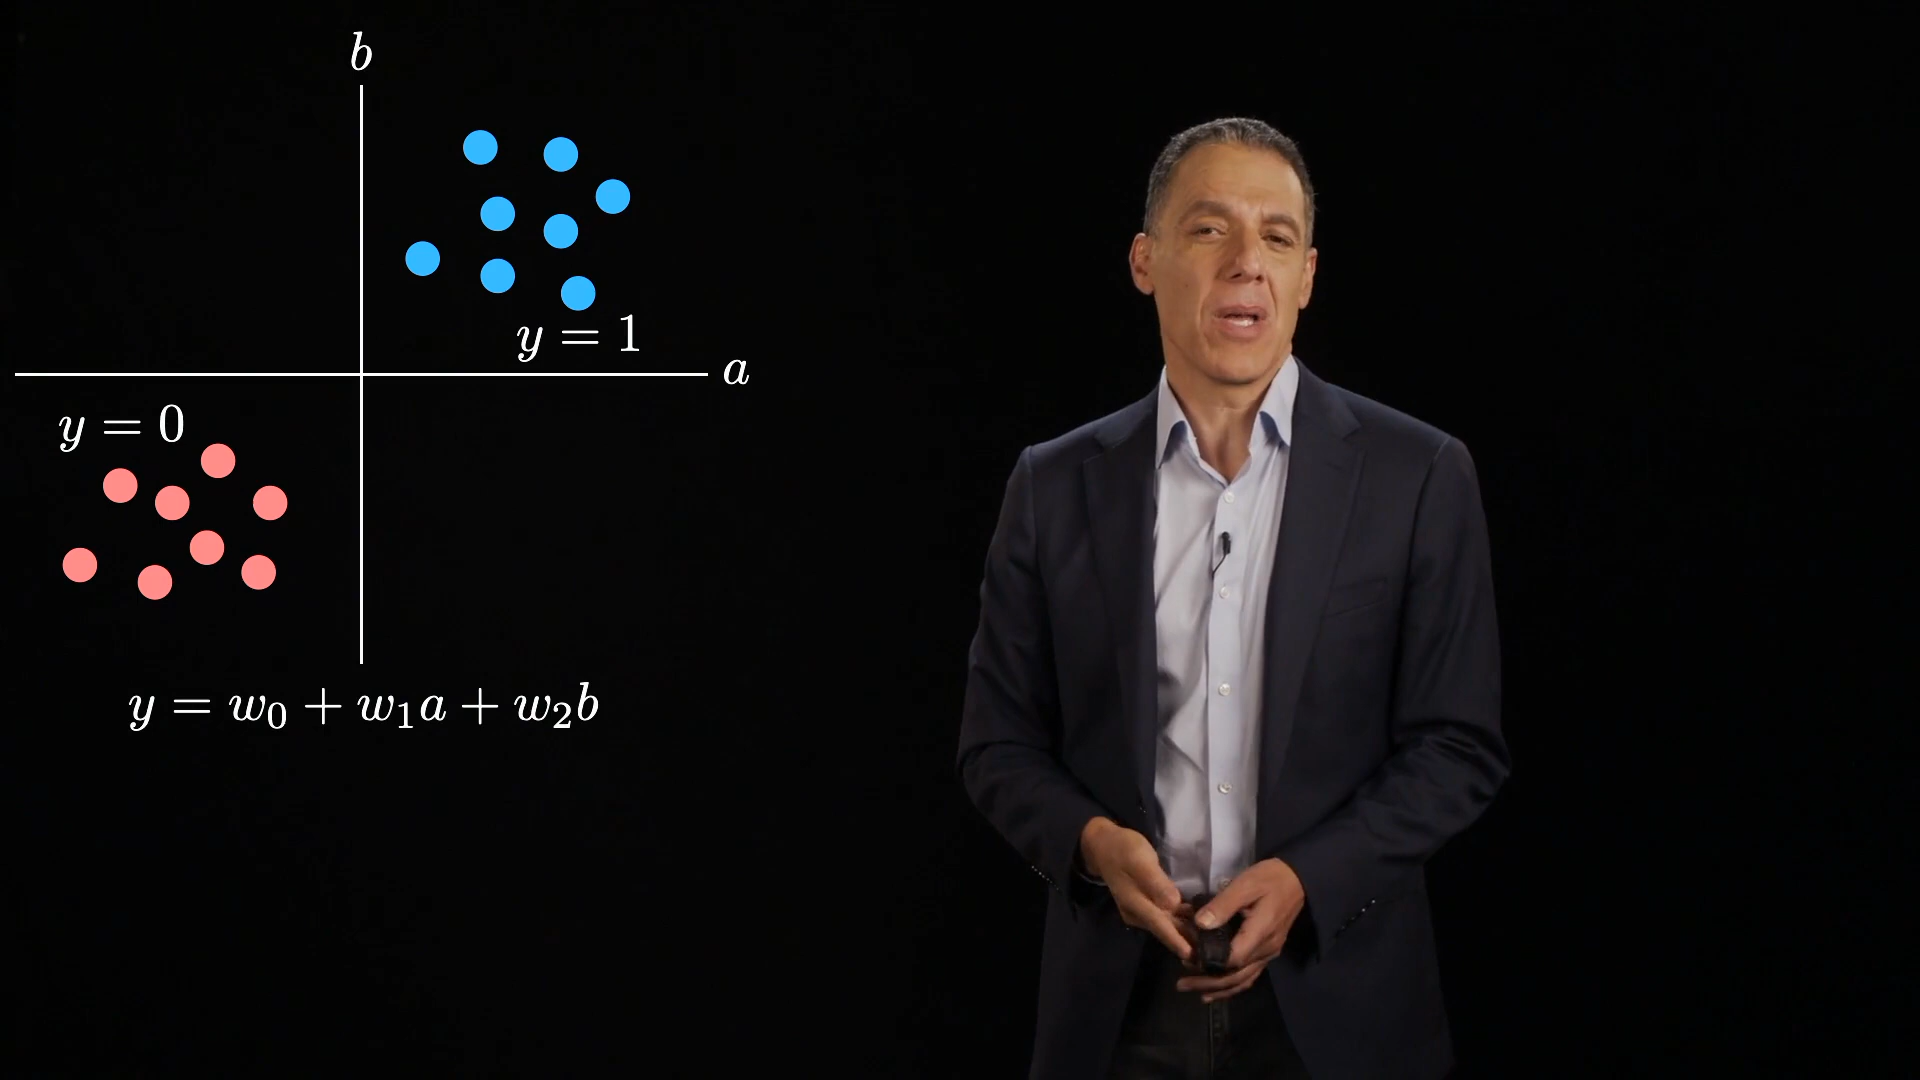 b
y = 1
a
y = 0
y = w₀ + w₁a + w₂b